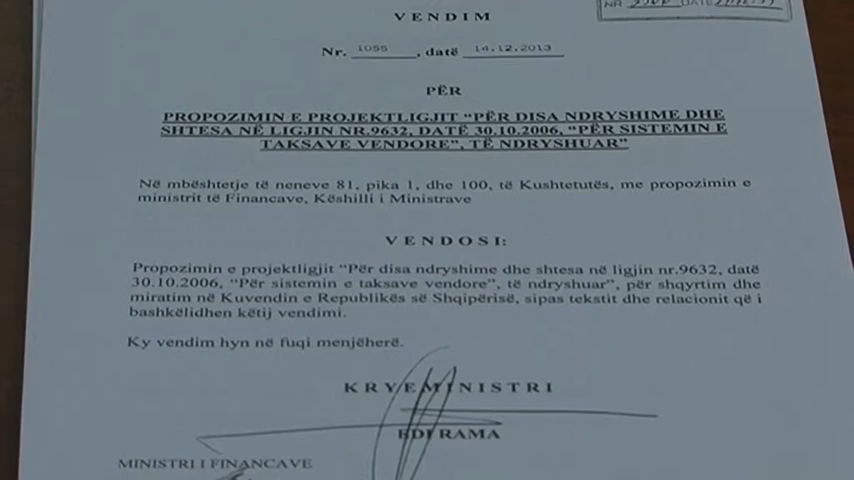 NR DATË
VENDIM
Nr. 1055, datë 14.12.2013
PËR
PROPOZIMIN E PROJEKTLIGJIT “PËR DISA NDRYSHIME DHE
SHTESA NË LIGJIN NR.9632, DATË 30.10.2006, “PËR SISTEMIN E
TAKSAVE VENDORE”, TË NDRYSHUAR”
Në mbështetje të neneve 81, pika 1, dhe 100, të Kushtetutës, me propozimin e
ministrit të Financave, Këshilli i Ministrave
VENDOSI:
Propozimin e projektligjit “Për disa ndryshime dhe shtesa në ligjin nr.9632, datë
30.10.2006, “Për sistemin e taksave vendore”, të ndryshuar”, për shqyrtim dhe
miratim në Kuvendin e Republikës së Shqipërisë, sipas tekstit dhe relacionit që i
bashkëlidhen këtij vendimi.
Ky vendim hyn në fuqi menjëherë.
KRYEMINISTRI
EDI RAMA
MINISTRI I FINANCAVE